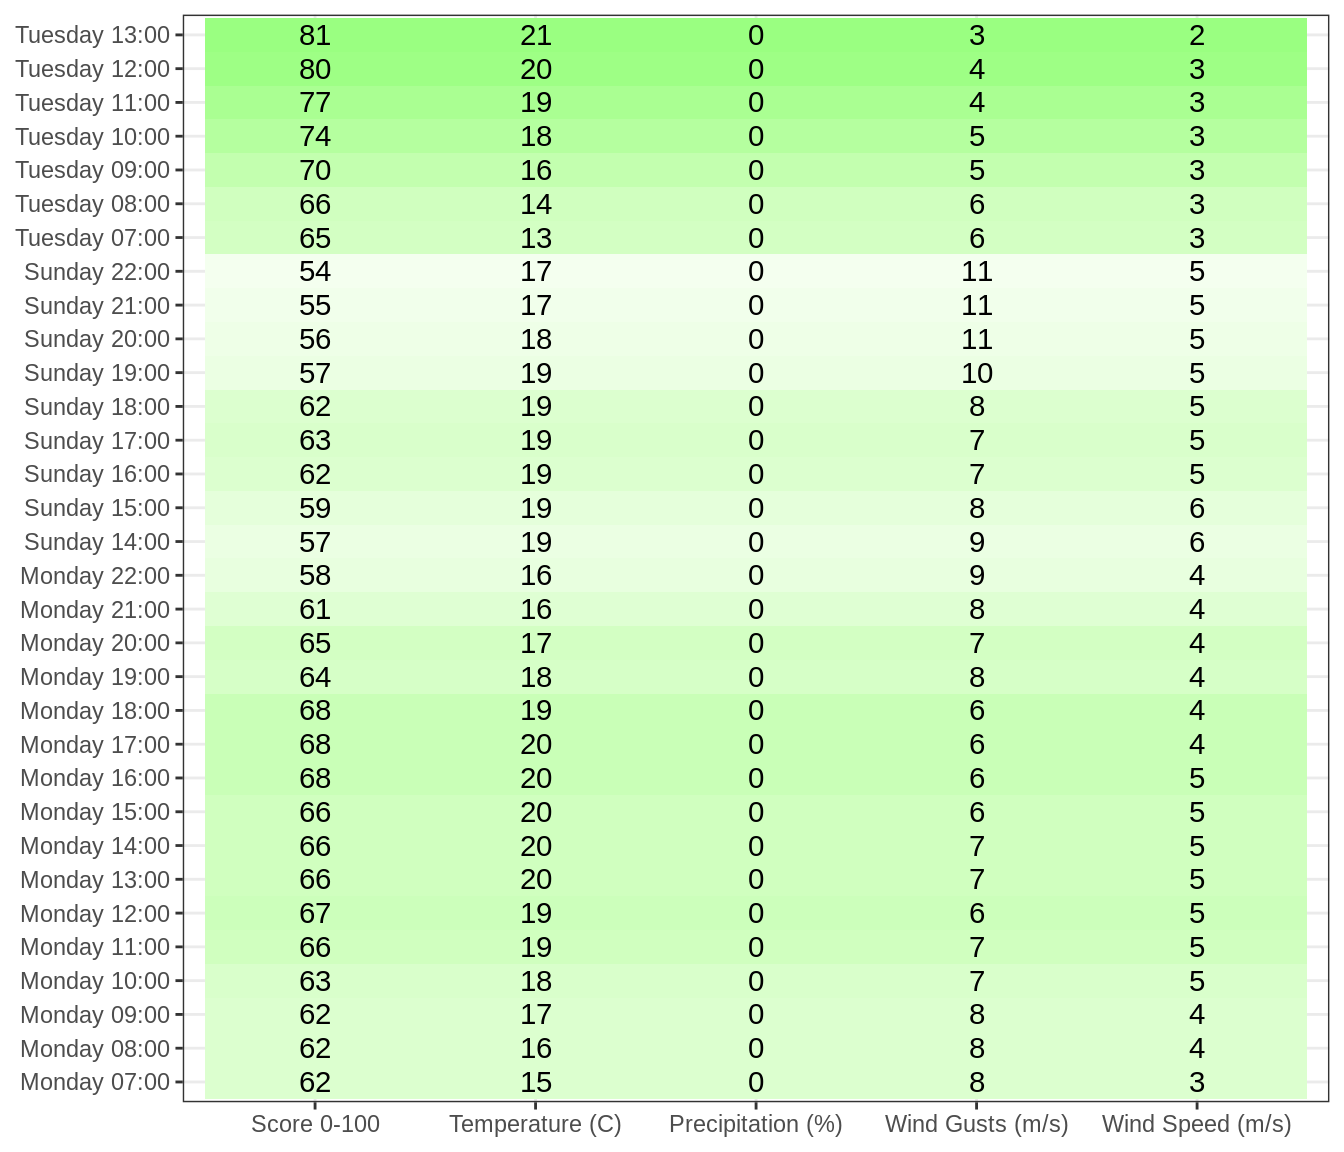 Tuesday 13:00 81 21 0 3 2
Tuesday 12:00 80 20 0 4 3
Tuesday 11:00 77 19 0 4 3
Tuesday 10:00 74 18 0 5 3
Tuesday 09:00 70 16 0 5 3
Tuesday 08:00 66 14 0 6 3
Tuesday 07:00 65 13 0 6 3
Sunday 22:00 54 17 0 11 5
Sunday 21:00 55 17 0 11 5
Sunday 20:00 56 18 0 11 5
Sunday 19:00 57 19 0 10 5
Sunday 18:00 62 19 0 8 5
Sunday 17:00 63 19 0 7 5
Sunday 16:00 62 19 0 7 5
Sunday 15:00 59 19 0 8 6
Sunday 14:00 57 19 0 9 6
Monday 22:00 58 16 0 9 4
Monday 21:00 61 16 0 8 4
Monday 20:00 65 17 0 7 4
Monday 19:00 64 18 0 8 4
Monday 18:00 68 19 0 6 4
Monday 17:00 68 20 0 6 4
Monday 16:00 68 20 0 6 5
Monday 15:00 66 20 0 6 5
Monday 14:00 66 20 0 7 5
Monday 13:00 66 20 0 7 5
Monday 12:00 67 19 0 6 5
Monday 11:00 66 19 0 7 5
Monday 10:00 63 18 0 7 5
Monday 09:00 62 17 0 8 4
Monday 08:00 62 16 0 8 4
Monday 07:00 62 15 0 8 3
Score 0-100 Temperature (C) Precipitation (%) Wind Gusts (m/s) Wind Speed (m/s)